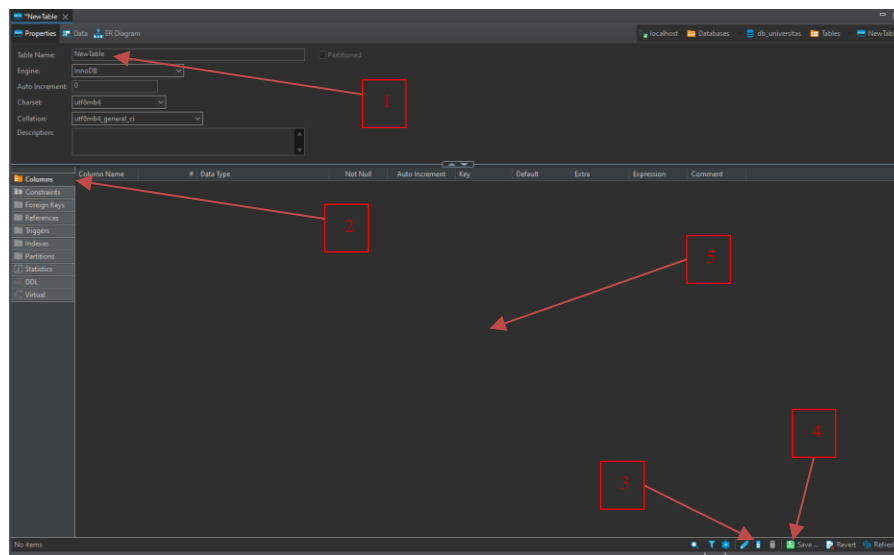 *NewTable
Properties Data ER Diagram
localhost Databases db_universitas Tables NewTabl
Table Name: NewTable Partitioned
Engine: InnoDB
Auto Increment: 0
Charset: utf8mb4
1
Collation: utf8mb4_general_ci
Description:
Columns Column Name # Data Type Not Null Auto Increment Key Default Extra Expression Comment
Constraints
Foreign Keys
References
Triggers
2
Indexes
Partitions
5
Statistics
DDL
Virtual
4
3
No items Save ... Revert Refres